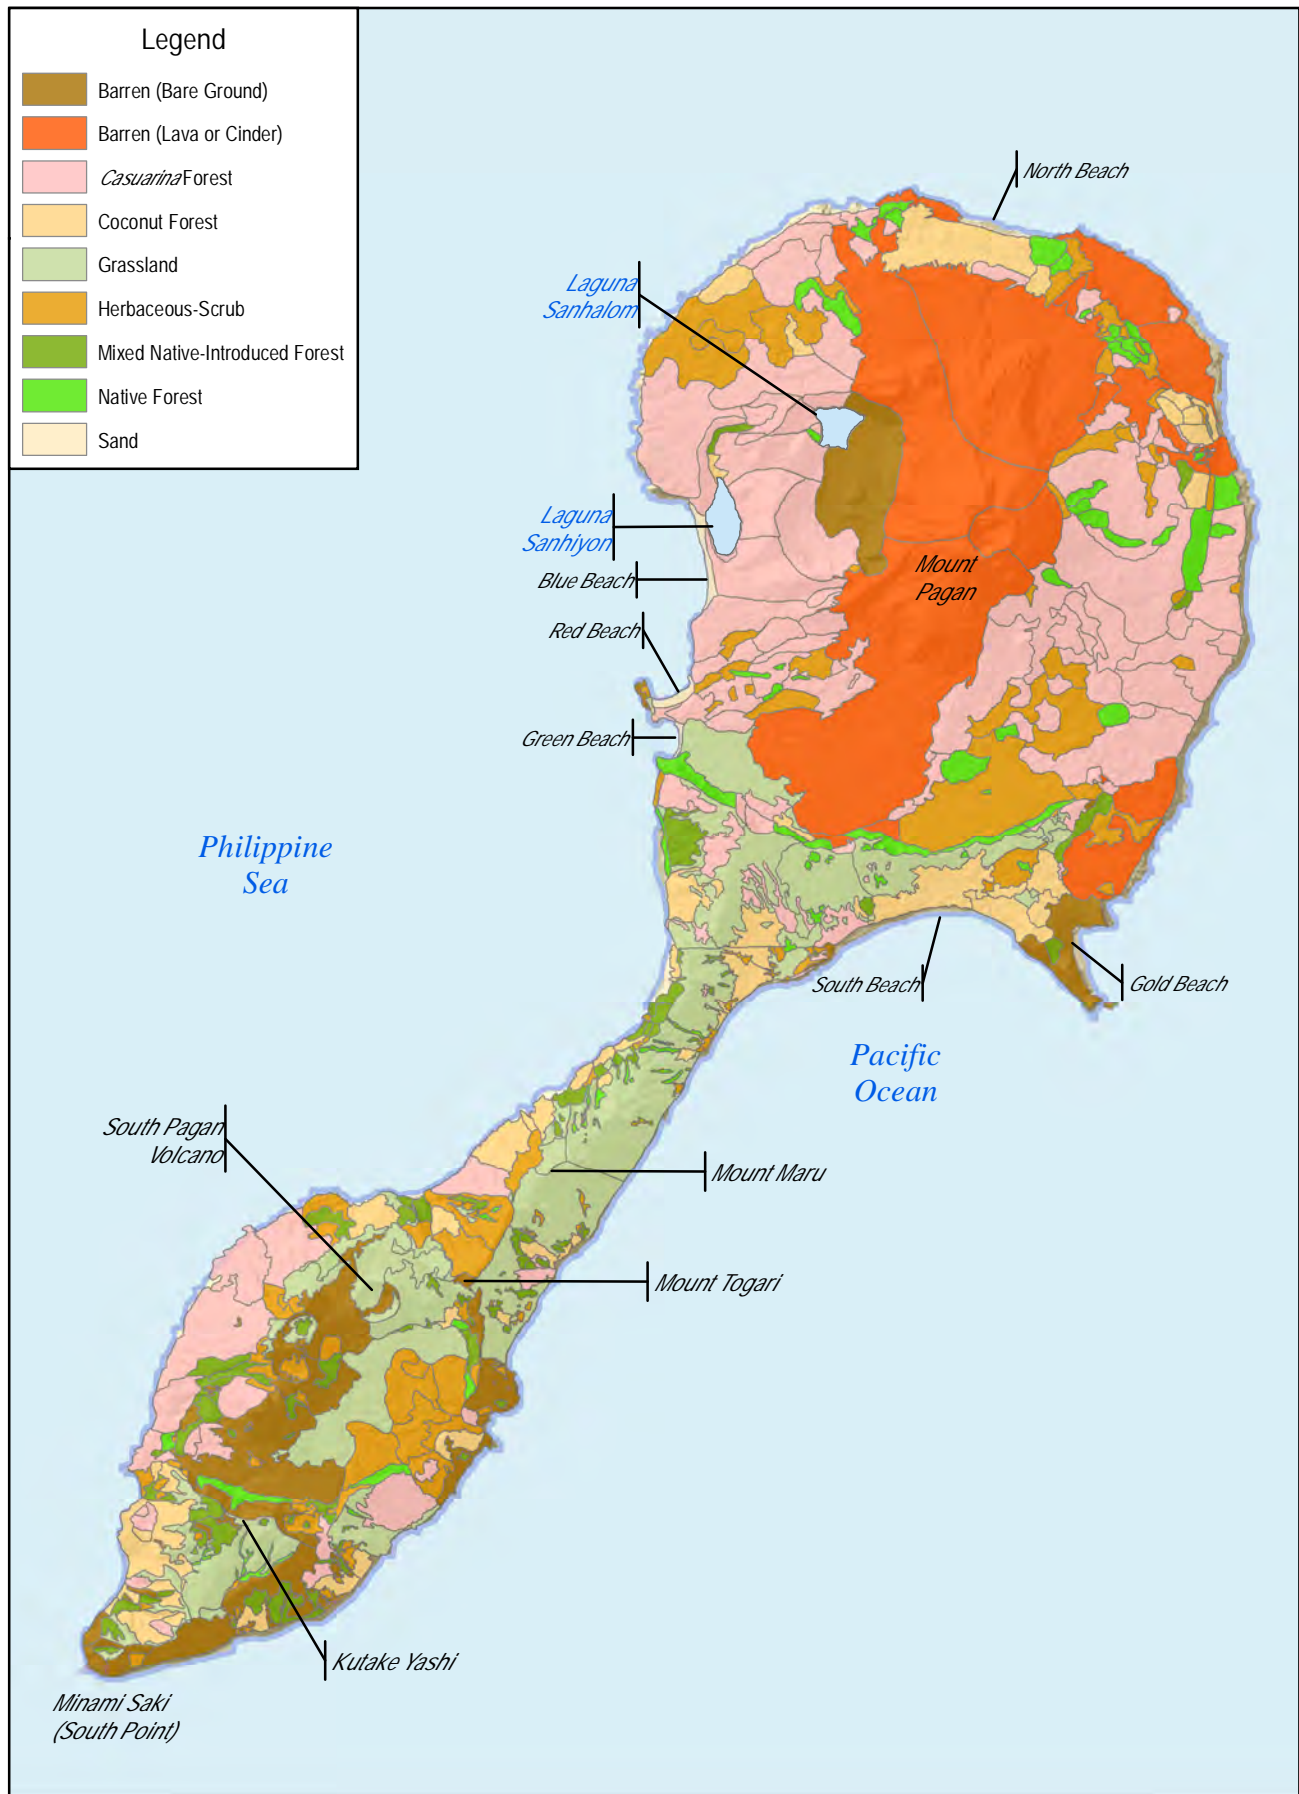 Legend
Barren (Bare Ground)
Barren (Lava or Cinder)
Casuarina Forest
Coconut Forest
Grassland
Herbaceous-Scrub
Mixed Native-Introduced Forest
Native Forest
Sand
North Beach
Laguna
Sanhalom
Laguna
Sanhiyon
Blue Beach
Mount
Pagan
Red Beach
Green Beach
Philippine
Sea
South Beach
Gold Beach
Pacific
Ocean
South Pagan
Volcano
Mount Maru
Mount Togari
Kutake Yashi
Minami Saki
(South Point)